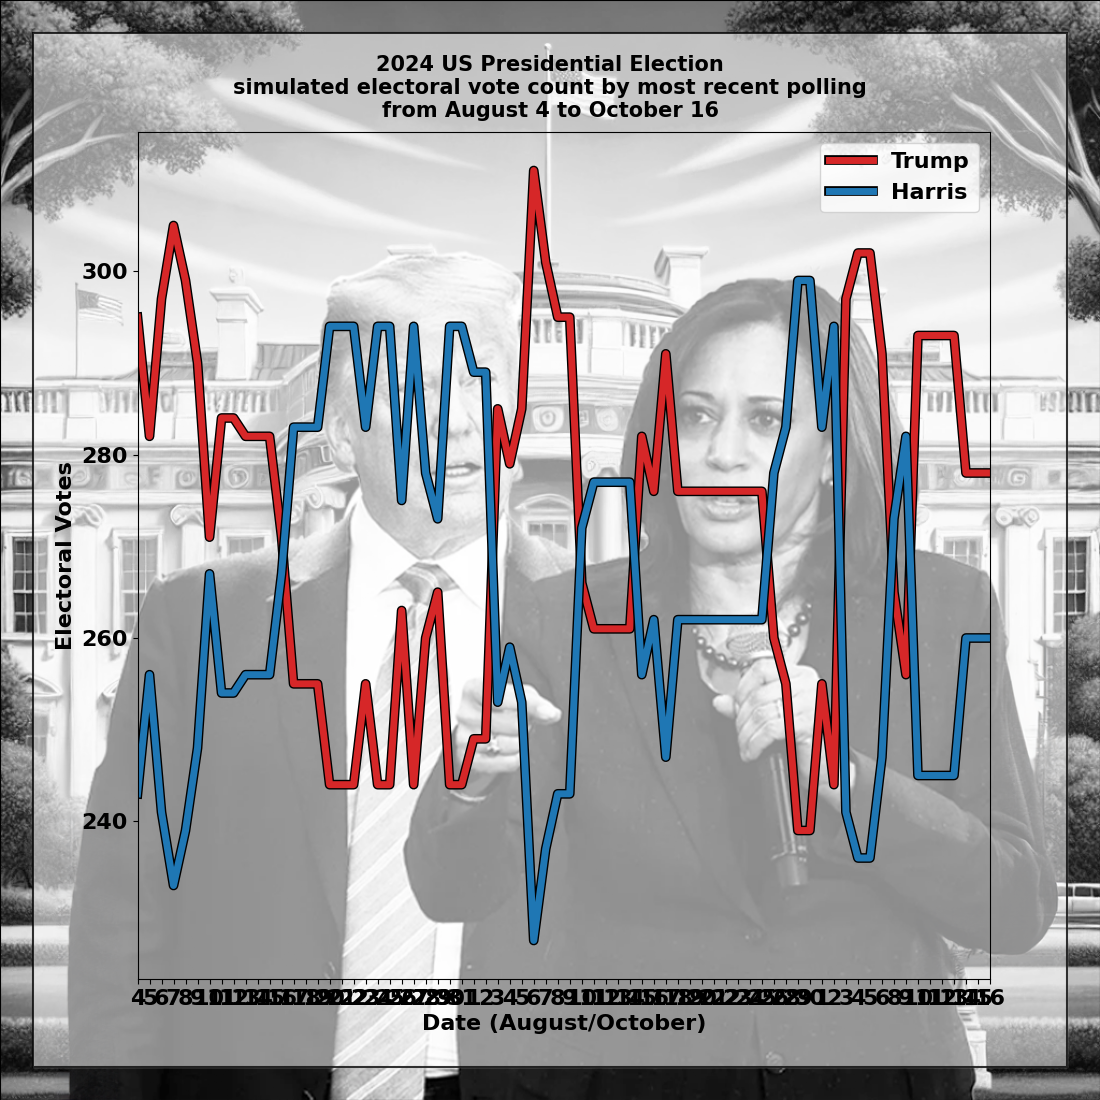 2024 US Presidential Election
simulated electoral vote count by most recent polling
from August 4 to October 16
Trump
Harris
300
280
260
240
Electoral Votes
Date (August/October)